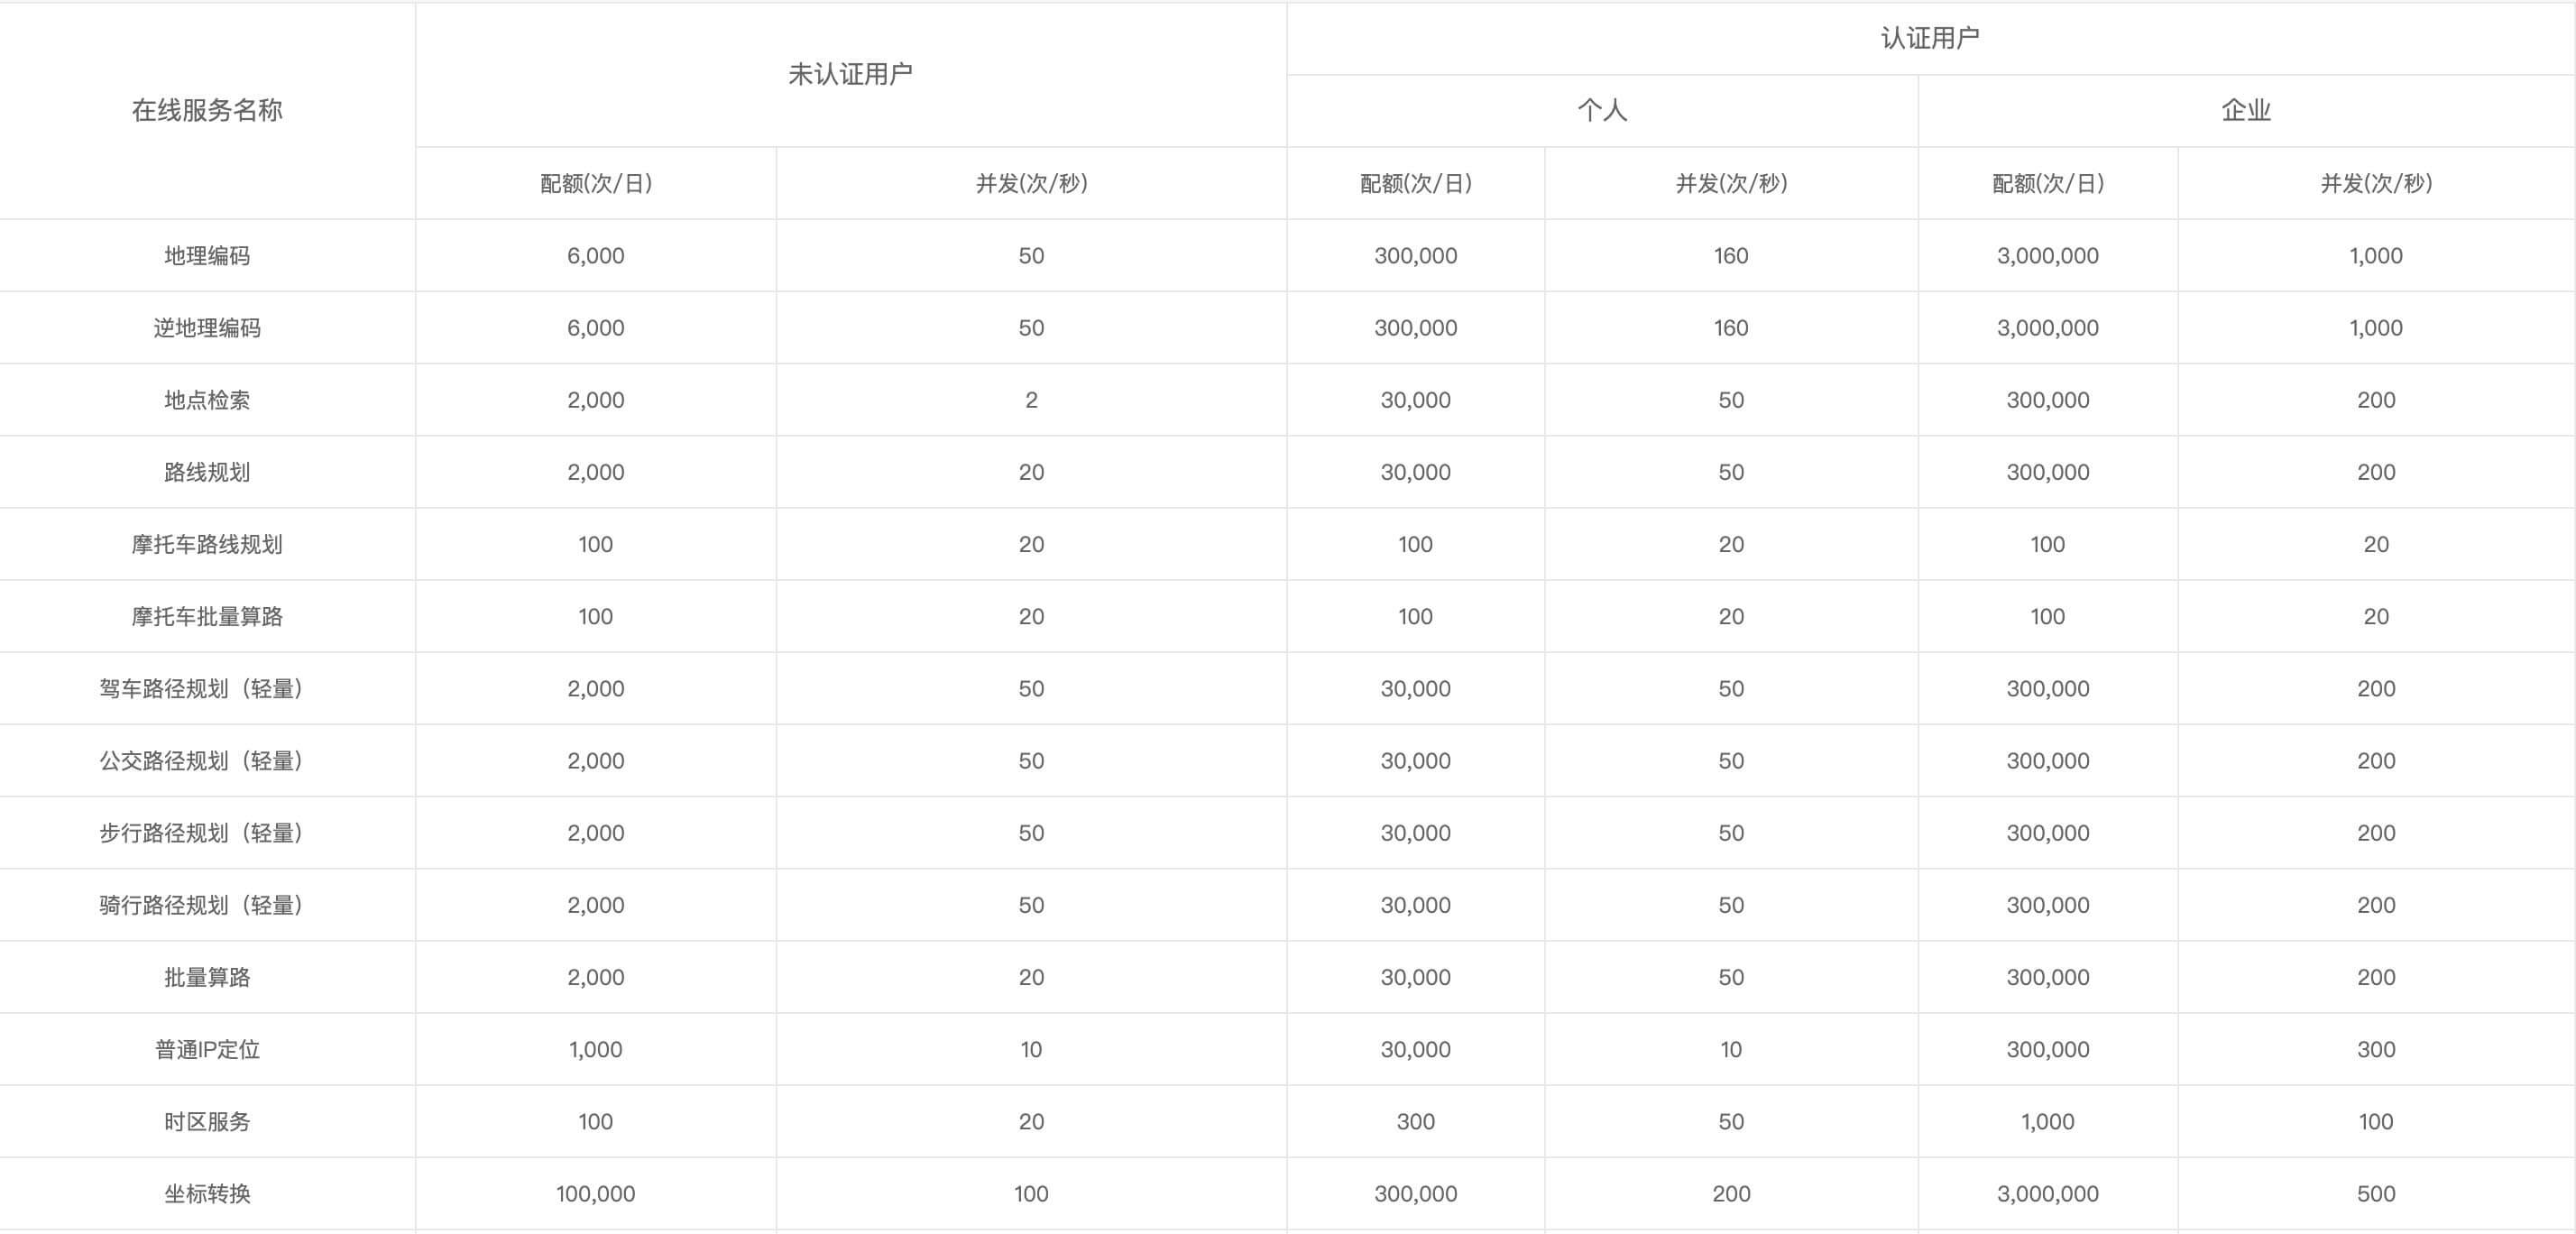 在线服务名称 未认证用户 认证用户
个人 企业
配额(次/日) 并发(次/秒) 配额(次/日) 并发(次/秒) 配额(次/日) 并发(次/秒)
地理编码 6,000 50 300,000 160 3,000,000 1,000
逆地理编码 6,000 50 300,000 160 3,000,000 1,000
地点检索 2,000 2 30,000 50 300,000 200
路线规划 2,000 20 30,000 50 300,000 200
摩托车路线规划 100 20 100 20 100 20
摩托车批量算路 100 20 100 20 100 20
驾车路径规划（轻量） 2,000 50 30,000 50 300,000 200
公交路径规划（轻量） 2,000 50 30,000 50 300,000 200
步行路径规划（轻量） 2,000 50 30,000 50 300,000 200
骑行路径规划（轻量） 2,000 50 30,000 50 300,000 200
批量算路 2,000 20 30,000 50 300,000 200
普通IP定位 1,000 10 30,000 10 300,000 300
时区服务 100 20 300 50 1,000 100
坐标转换 100,000 100 300,000 200 3,000,000 500